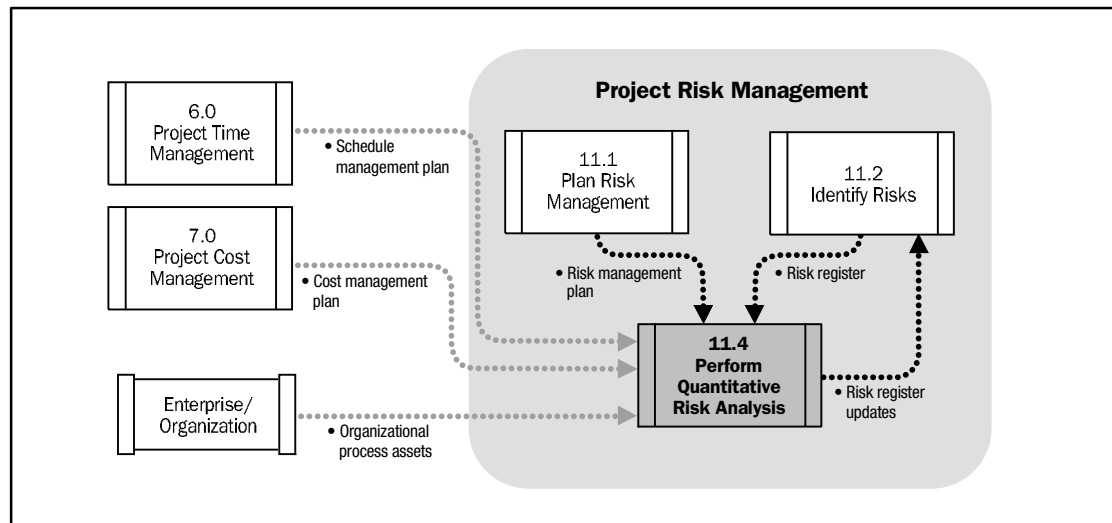 Project Risk Management
6.0
Project Time
Management
• Schedule
management plan
11.1
Plan Risk
Management
11.2
Identify Risks
7.0
Project Cost
Management
• Cost management
plan
• Risk management
plan
• Risk register
11.4
Perform
Quantitative
Risk Analysis
• Risk register
updates
Enterprise/
Organization
• Organizational
process assets